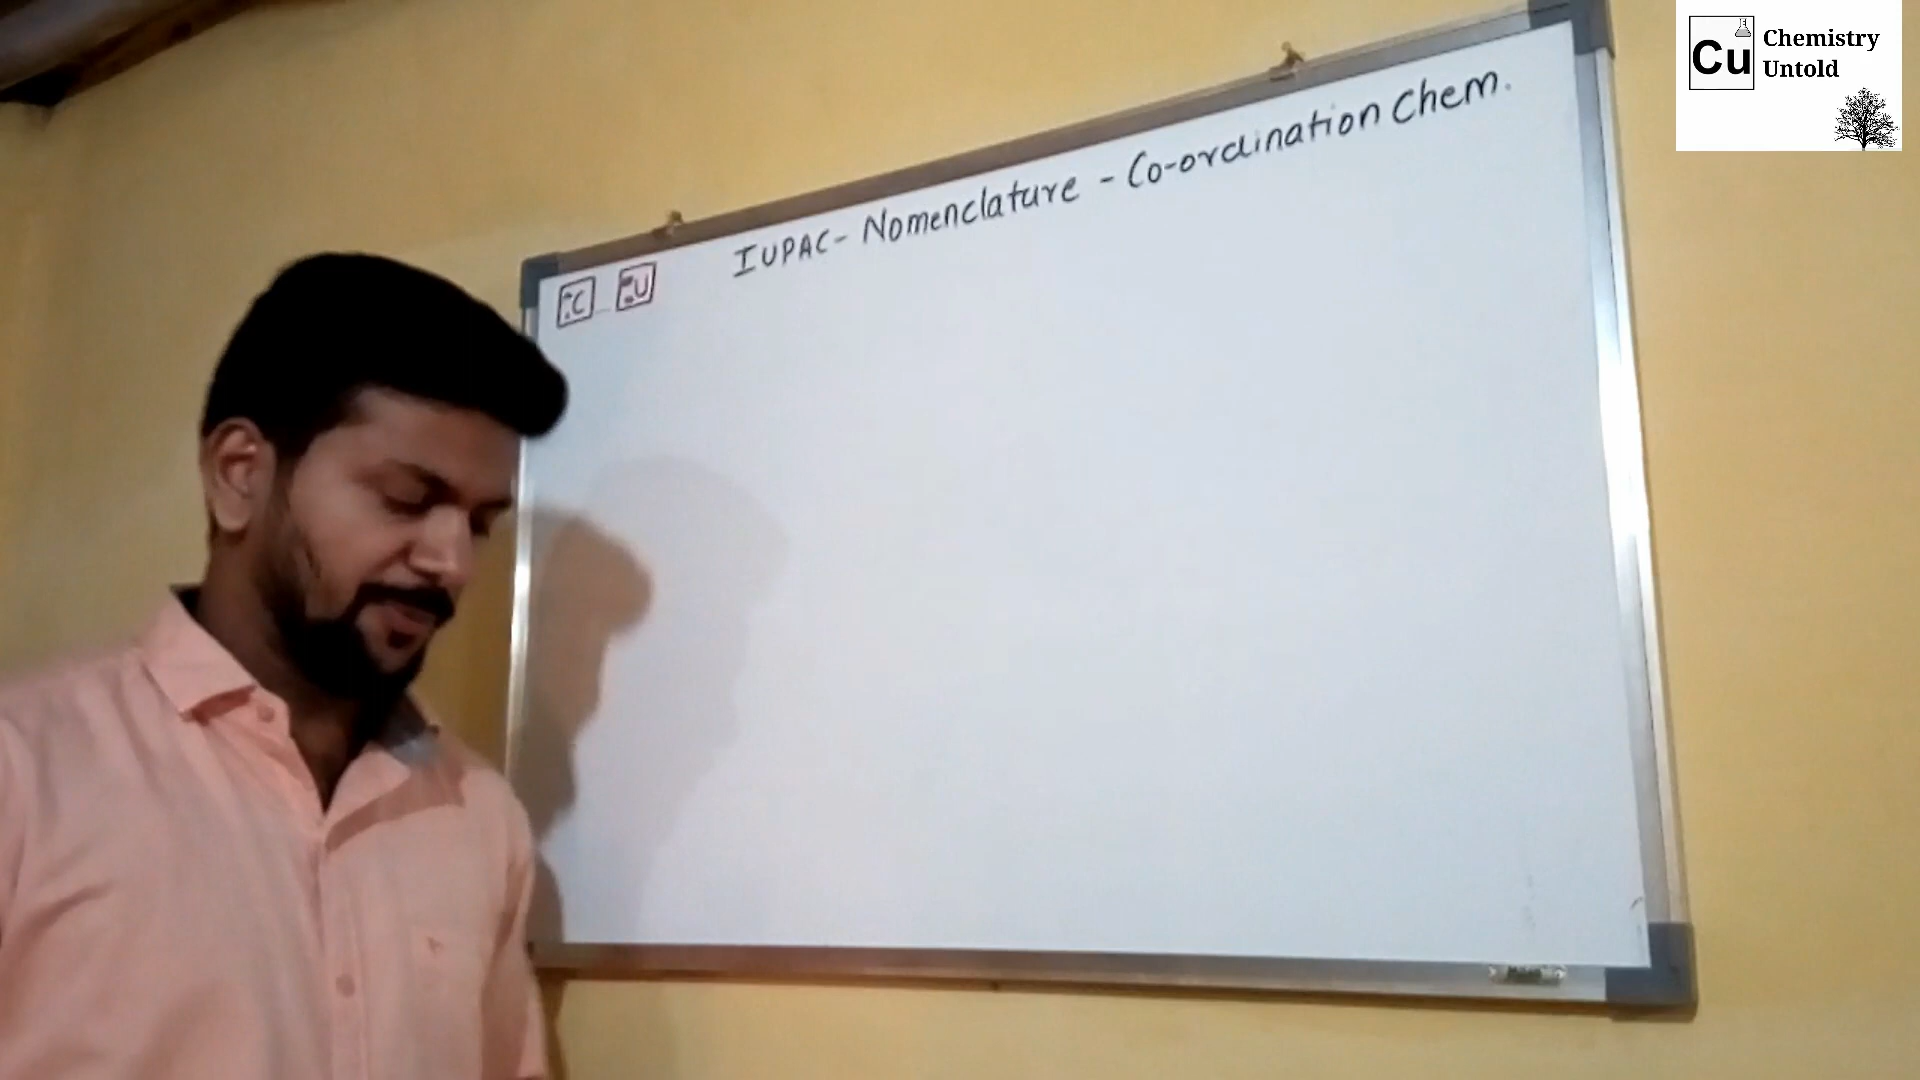 Cu Chemistry
Untold
IUPAC- Nomenclature - Co-ordination Chem.
C U